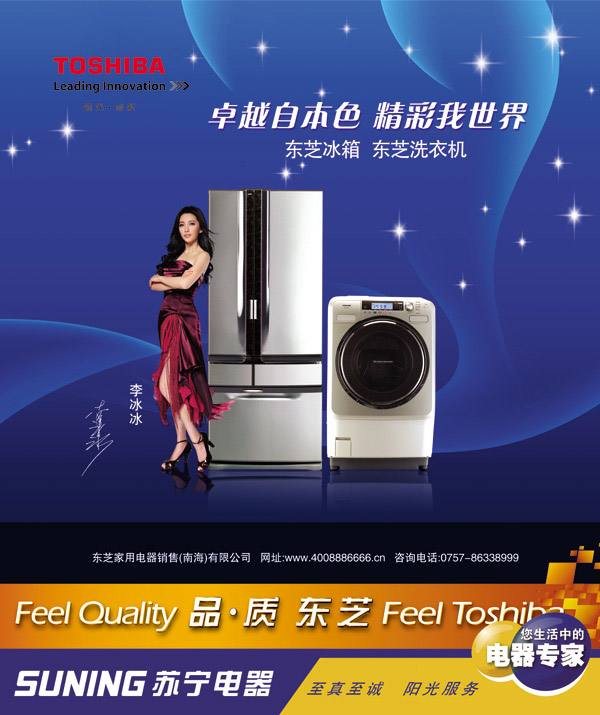 TOSHIBA
Leading Innovation >>>
卓越自本色 精彩我世界
东芝冰箱 东芝洗衣机
李冰冰
东芝家用电器销售(南海)有限公司 网址:www.4008886666.cn 咨询电话:0757-86338999
Feel Quality 品·质 东芝 Feel Toshiba
您生活中的
电器专家
SUNING 苏宁电器
至真至诚 阳光服务